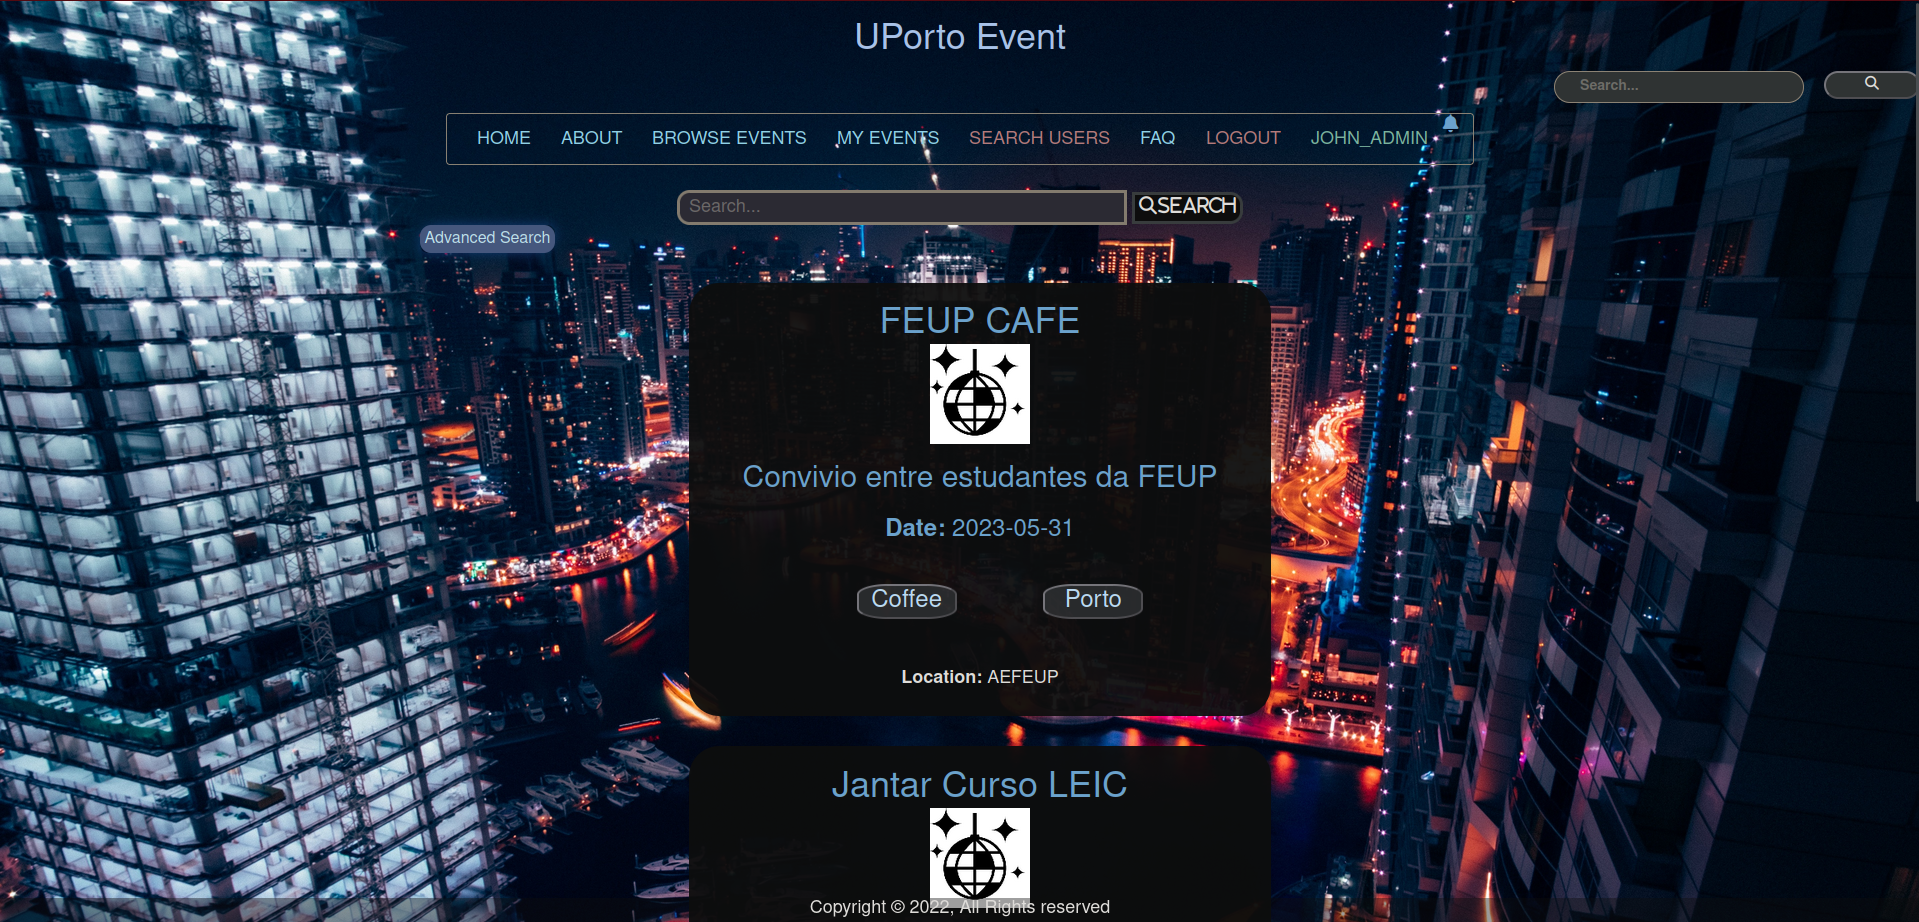 UPorto Event
Search...
HOME ABOUT BROWSE EVENTS MY EVENTS SEARCH USERS FAQ LOGOUT JOHN_ADMIN
Search... SEARCH
Advanced Search
FEUP CAFE
Convivio entre estudantes da FEUP
Date: 2023-05-31
Coffee Porto
Location: AEFEUP
Jantar Curso LEIC
Copyright © 2022, All Rights reserved